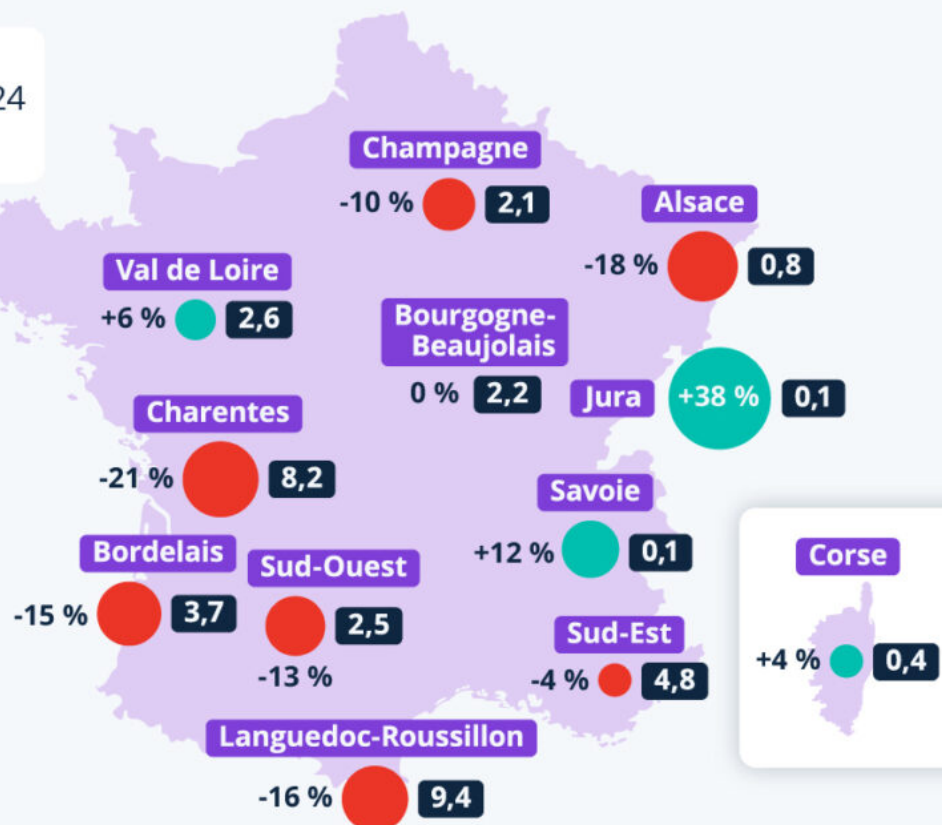 24
Champagne
-10 % 2,1
Alsace
-18 % 0,8
Val de Loire
+6 % 2,6
Bourgogne-
Beaujolais
0 % 2,2
Jura +38 % 0,1
Charentes
-21 % 8,2
Savoie
+12 % 0,1
Bordelais
-15 % 3,7
Sud-Ouest
2,5
-13 %
Corse
+4 % 0,4
Sud-Est
-4 % 4,8
Languedoc-Roussillon
-16 % 9,4